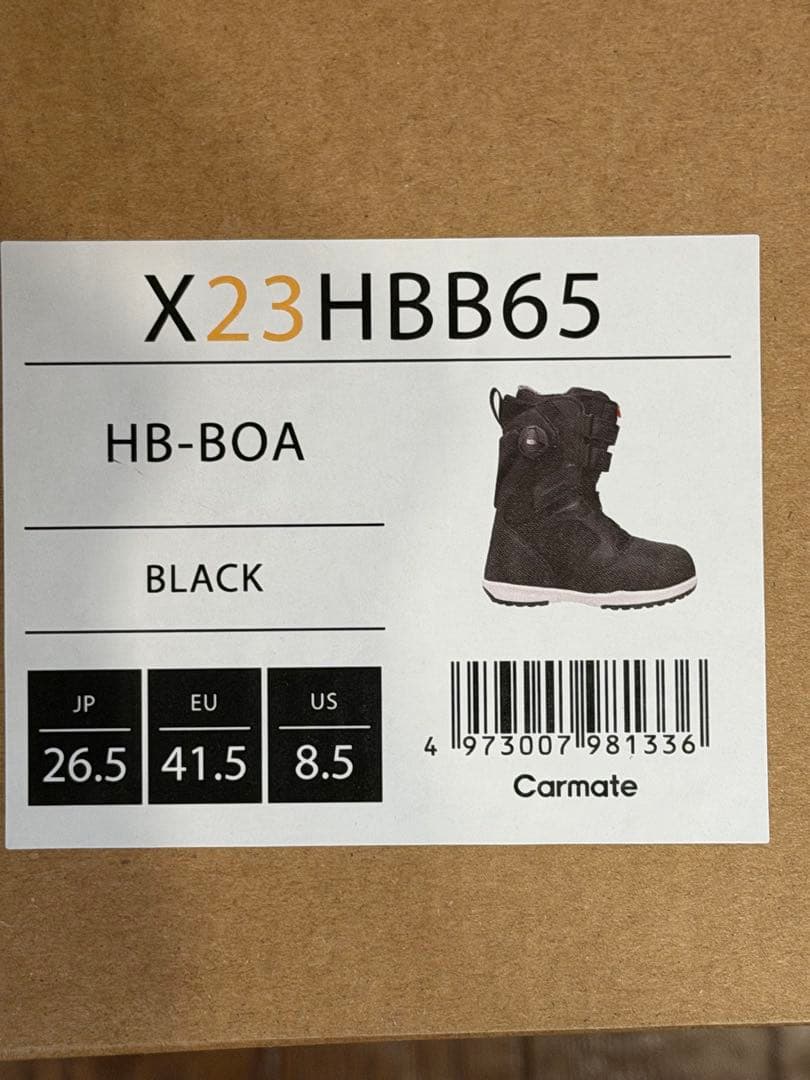 X23HBB65
HB-BOA
BLACK
JP
26.5
EU
41.5
US
8.5
4 973007 981336
Carmate